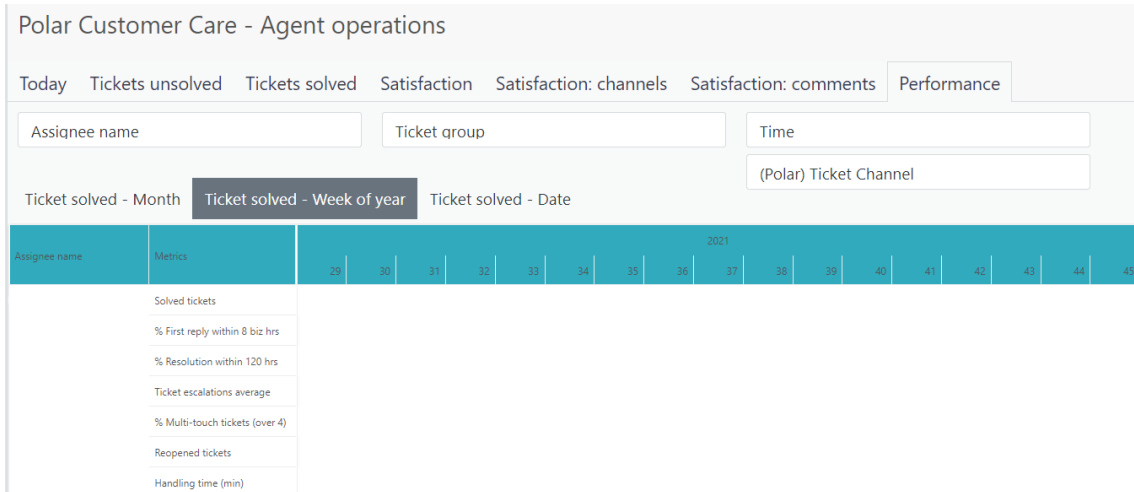 Polar Customer Care - Agent operations
Today Tickets unsolved Tickets solved Satisfaction Satisfaction: channels Satisfaction: comments Performance
Assignee name Ticket group Time
(Polar) Ticket Channel
Ticket solved - Month Ticket solved - Week of year Ticket solved - Date
2021
Assignee name Metrics
29 30 31 32 33 34 35 36 37 38 39 40 41 42 43 44 45
Solved tickets
% First reply within 8 biz hrs
% Resolution within 120 hrs
Ticket escalations average
% Multi-touch tickets (over 4)
Reopened tickets
Handling time (min)